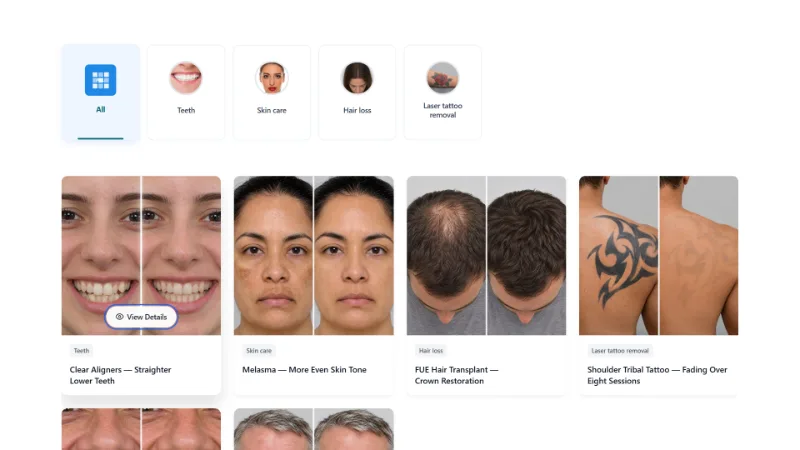 All
Teeth
Skin care
Hair loss
Laser tattoo
removal
View Details
Teeth
Clear Aligners — Straighter
Lower Teeth
Skin care
Melasma — More Even Skin Tone
Hair loss
FUE Hair Transplant —
Crown Restoration
Laser tattoo removal
Shoulder Tribal Tattoo — Fading Over
Eight Sessions